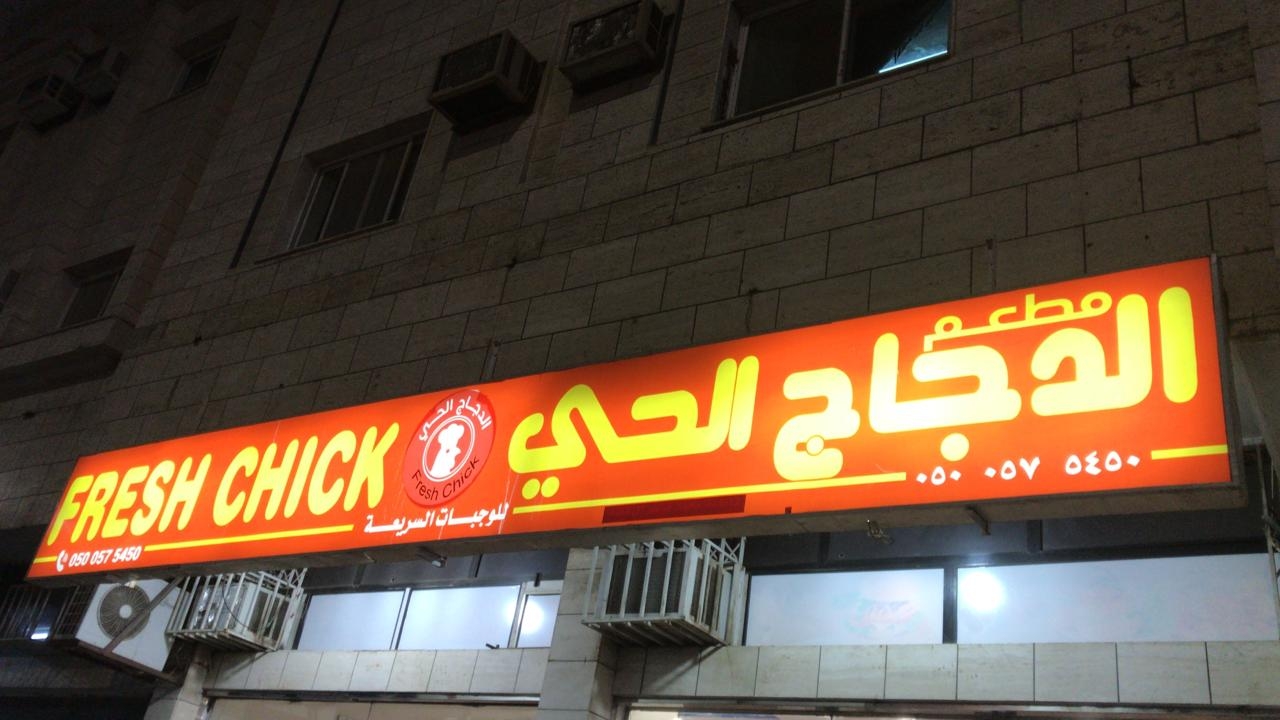 مطعم
الدجاج الحي
٠٥٠ ٠٥٧ ٥٤٥٠
للوجبات السريعة
الدجاج الحي
Fresh Chick
FRESH CHICK
050 057 5450